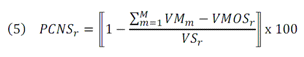 (5) PCNS_r = ⟦1 − (∑_{m=1}^{M} VM_m − VMOS_r) / VS_r⟧ x 100